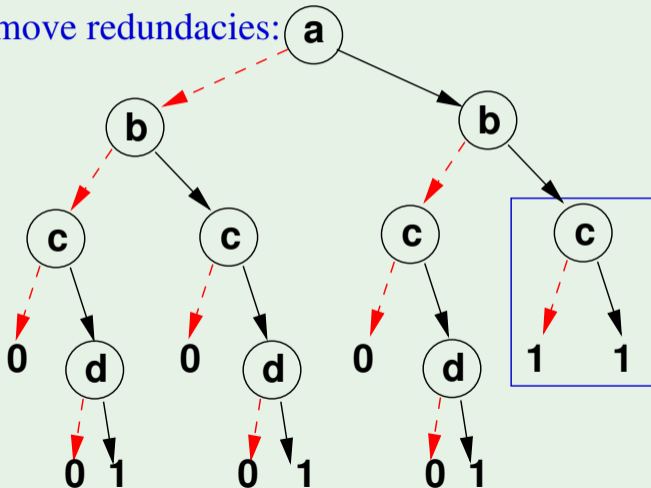 move redundacies: a
b b
c c c c
0 d 0 d 0 d 1 1
0 1 0 1 0 1